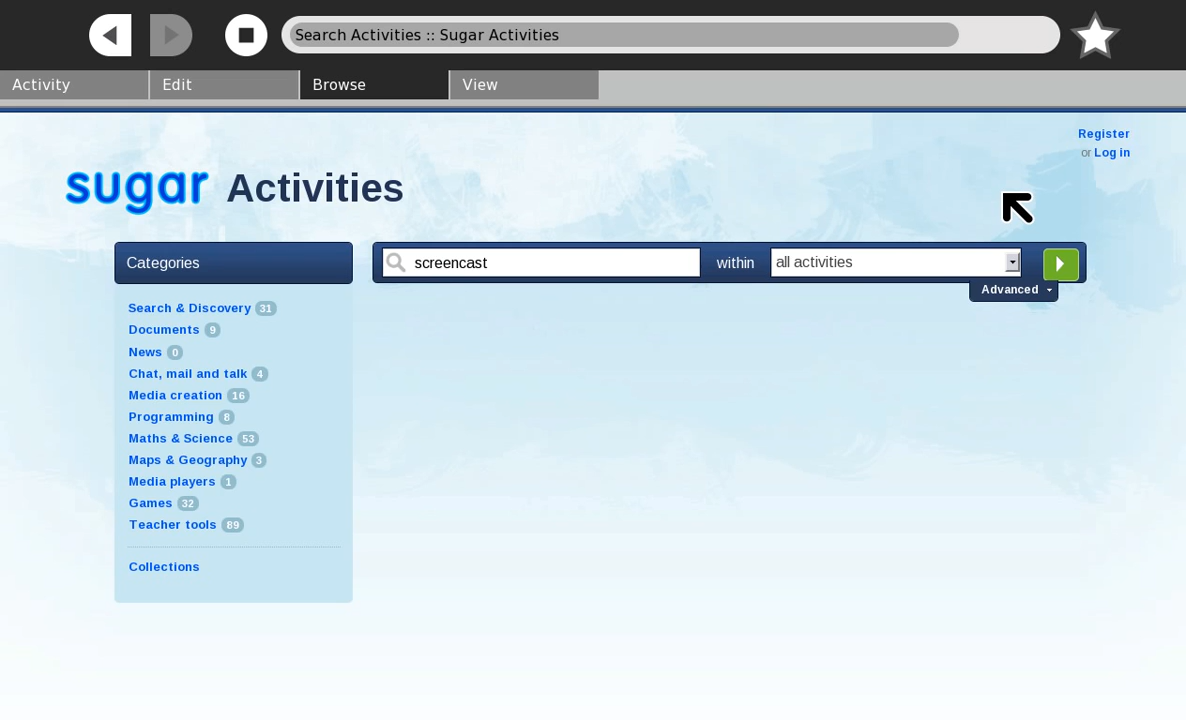 Search Activities :: Sugar Activities
Activity Edit Browse View
Register
or Log in
sugar Activities
Categories
screencast within all activities
Advanced
Search & Discovery 31
Documents 9
News 0
Chat, mail and talk 4
Media creation 16
Programming 8
Maths & Science 53
Maps & Geography 3
Media players 1
Games 32
Teacher tools 89
Collections